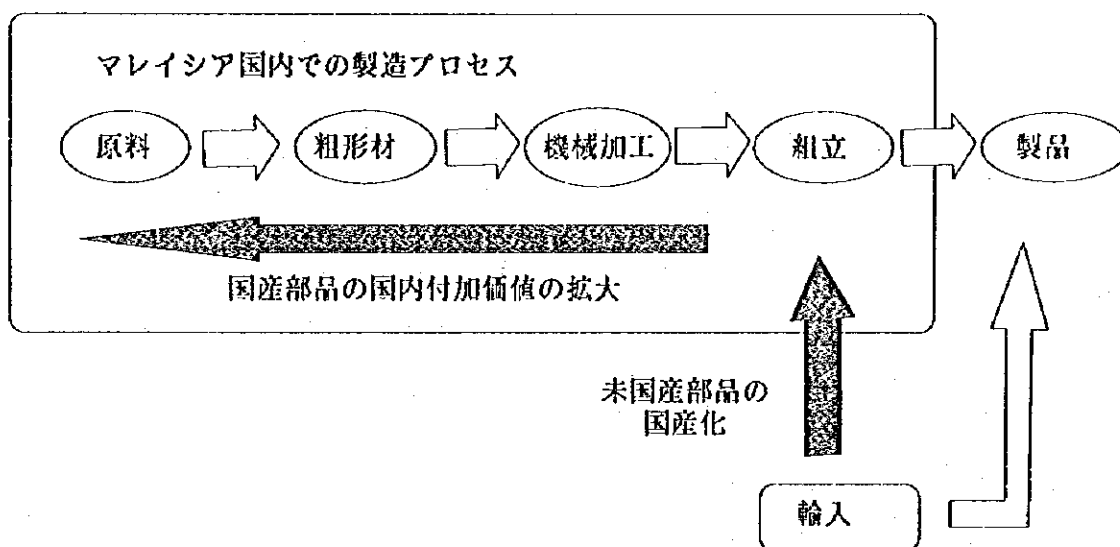 マレイシア国内での製造プロセス
原料
粗形材
機械加工
組立
製品
国産部品の国内付加価値の拡大
未国産部品の
国産化
輸入